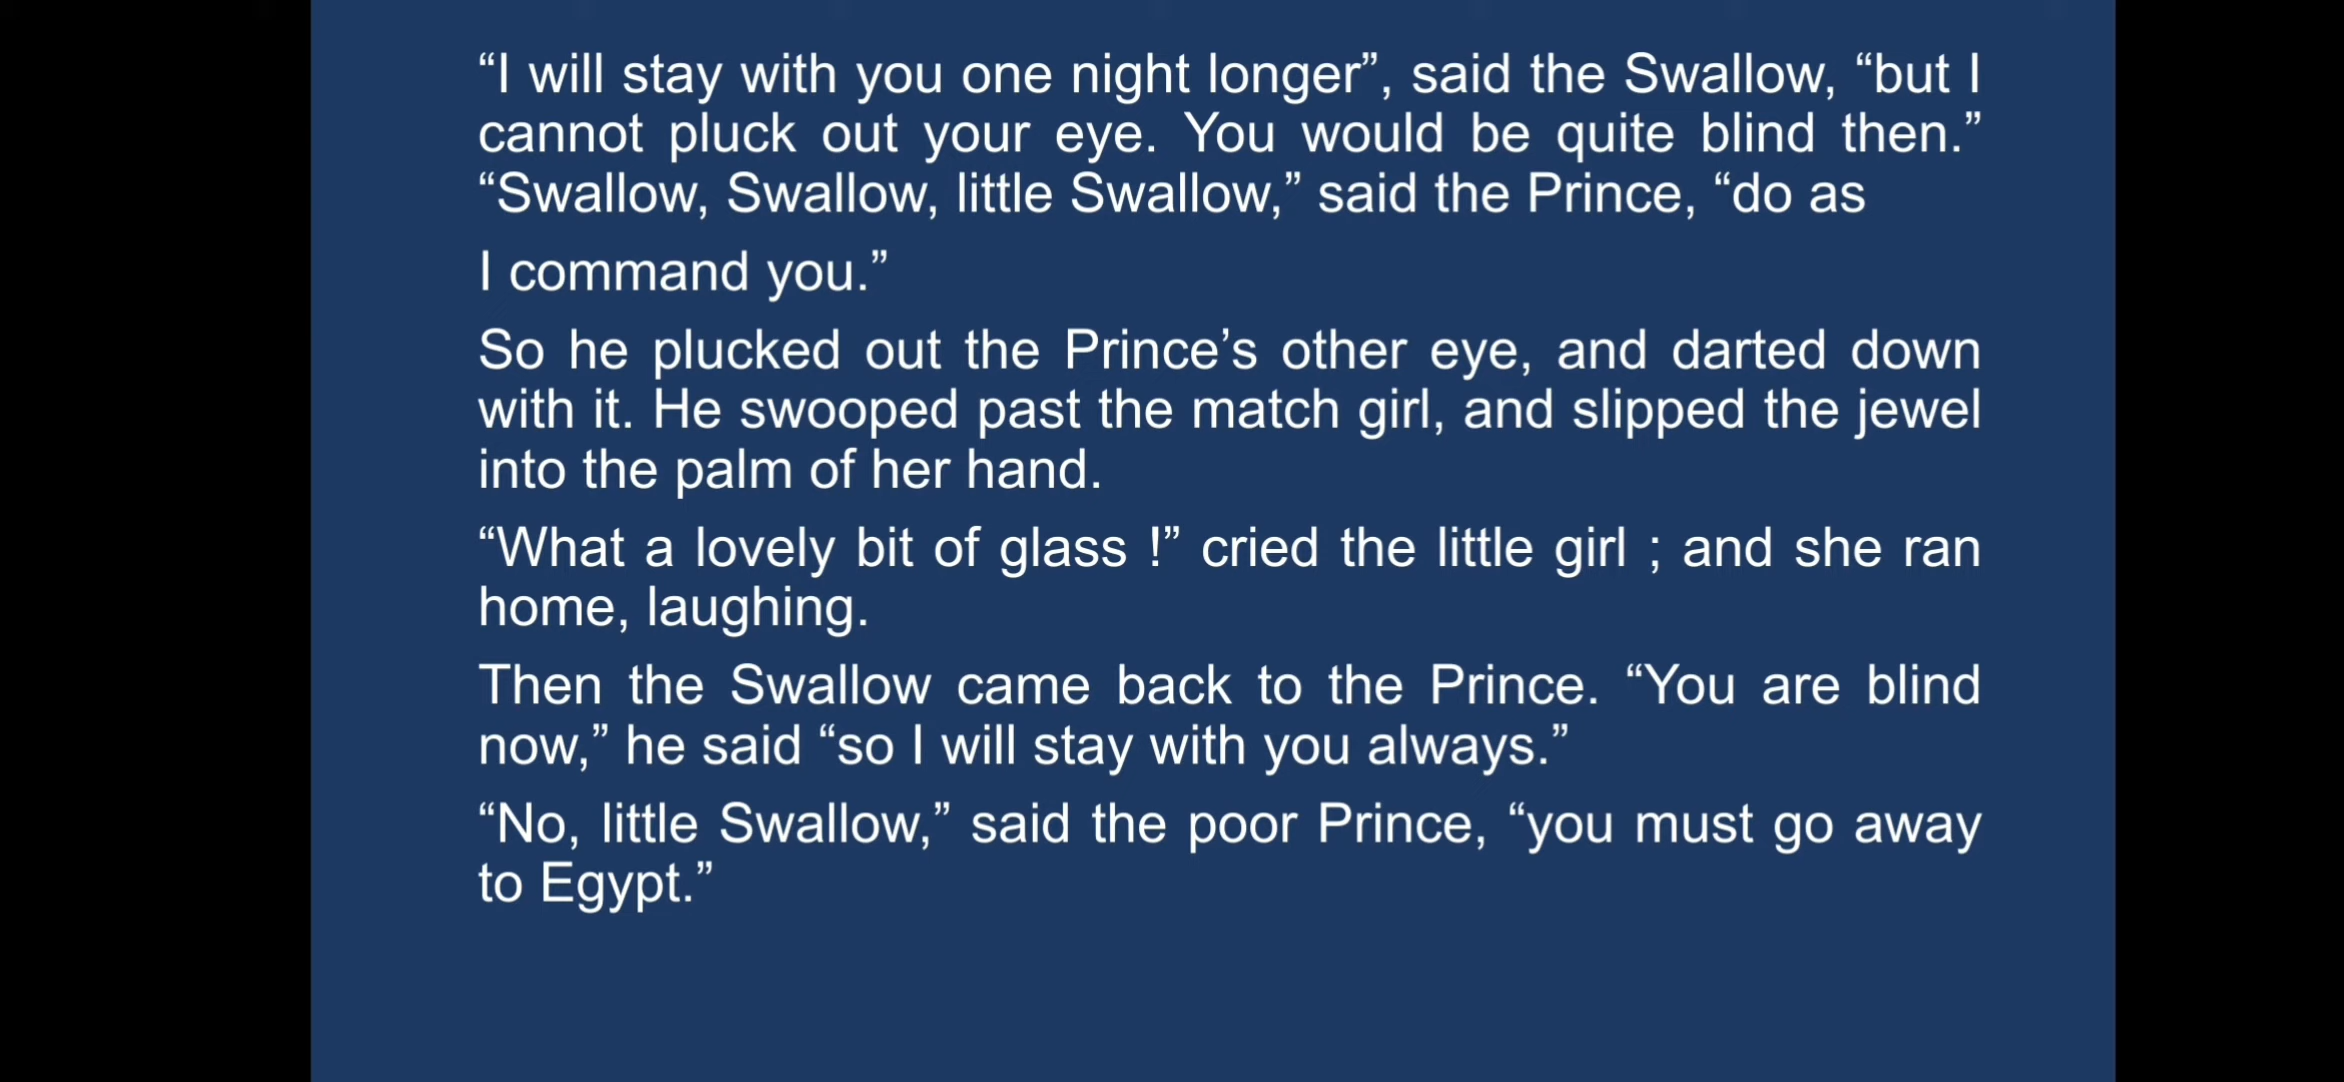 “I will stay with you one night longer”, said the Swallow, “but I
cannot pluck out your eye. You would be quite blind then.”
“Swallow, Swallow, little Swallow,” said the Prince, “do as
I command you.”
So he plucked out the Prince’s other eye, and darted down
with it. He swooped past the match girl, and slipped the jewel
into the palm of her hand.
“What a lovely bit of glass !” cried the little girl ; and she ran
home, laughing.
Then the Swallow came back to the Prince. “You are blind
now,” he said “so I will stay with you always.”
“No, little Swallow,” said the poor Prince, “you must go away
to Egypt.”